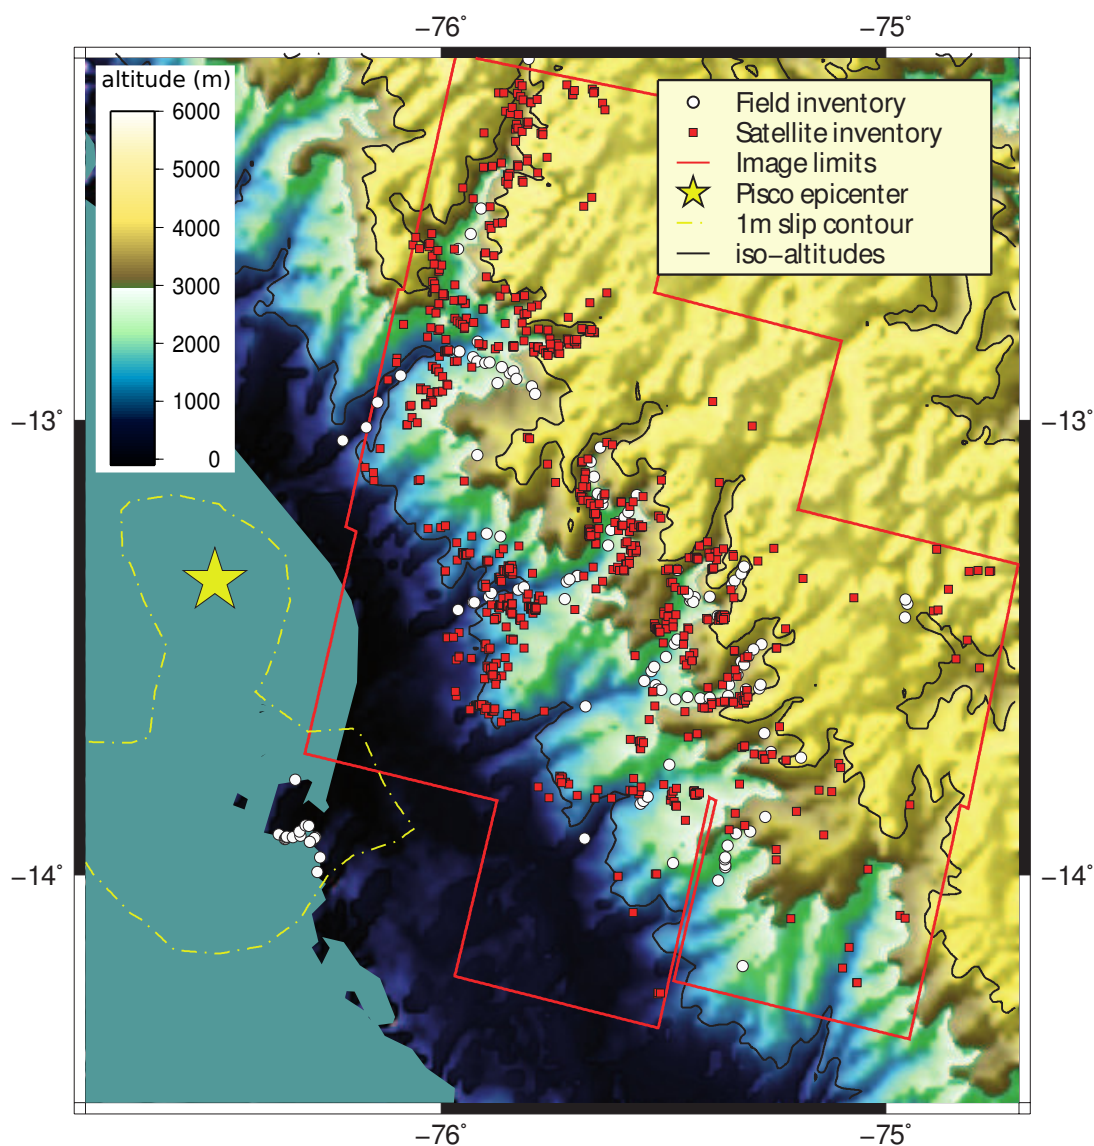 −76˚ −75˚
altitude (m)
6000
5000
4000
3000
2000
1000
0
Field inventory
Satellite inventory
Image limits
Pisco epicenter
1m slip contour
iso−altitudes
−13˚ −13˚
−14˚ −14˚
−76˚ −75˚